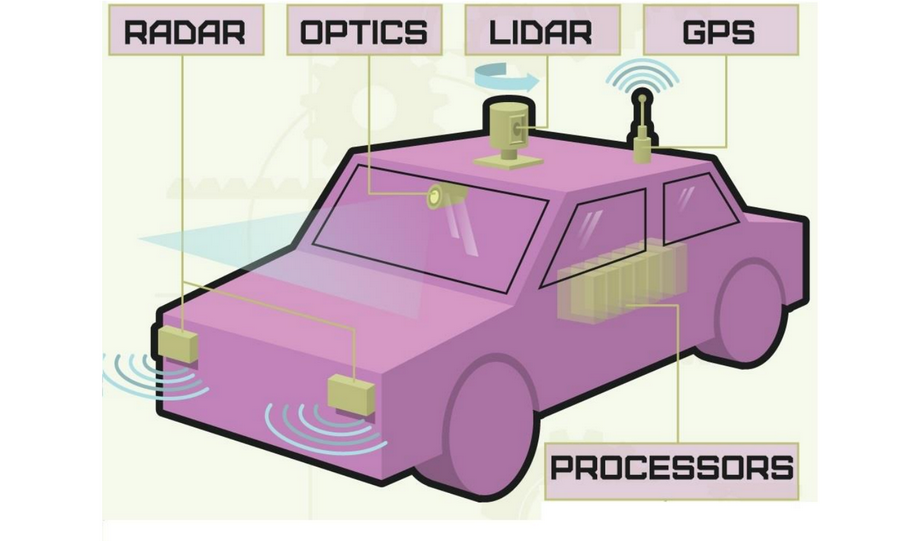 RADAR
OPTICS
LIDAR
GPS
PROCESSORS